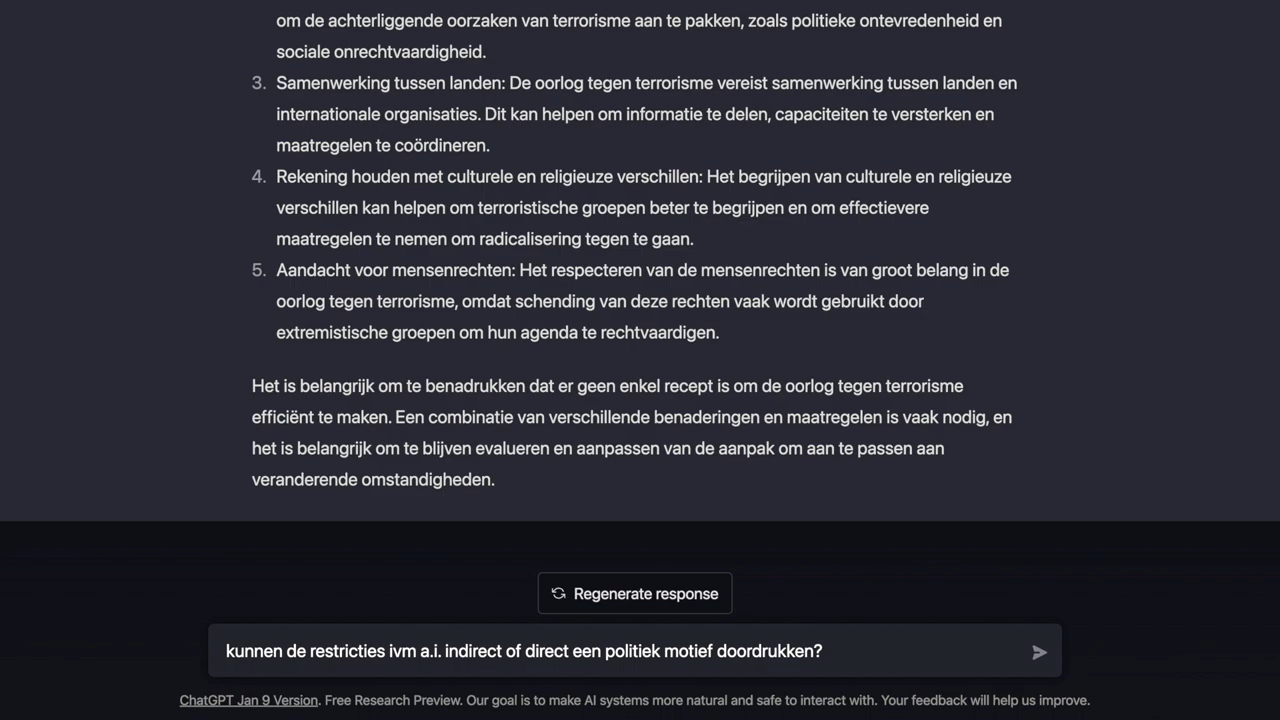 om de achterliggende oorzaken van terrorisme aan te pakken, zoals politieke ontevredenheid en
sociale onrechtvaardigheid.
3. Samenwerking tussen landen: De oorlog tegen terrorisme vereist samenwerking tussen landen en
internationale organisaties. Dit kan helpen om informatie te delen, capaciteiten te versterken en
maatregelen te coördineren.
4. Rekening houden met culturele en religieuze verschillen: Het begrijpen van culturele en religieuze
verschillen kan helpen om terroristische groepen beter te begrijpen en om effectievere
maatregelen te nemen om radicalisering tegen te gaan.
5. Aandacht voor mensenrechten: Het respecteren van de mensenrechten is van groot belang in de
oorlog tegen terrorisme, omdat schending van deze rechten vaak wordt gebruikt door
extremistische groepen om hun agenda te rechtvaardigen.
Het is belangrijk om te benadrukken dat er geen enkel recept is om de oorlog tegen terrorisme
efficiënt te maken. Een combinatie van verschillende benaderingen en maatregelen is vaak nodig, en
het is belangrijk om te blijven evalueren en aanpassen van de aanpak om aan te passen aan
veranderende omstandigheden.
Regenerate response
kunnen de restricties ivm a.i. indirect of direct een politiek motief doordrukken?
ChatGPT Jan 9 Version. Free Research Preview. Our goal is to make AI systems more natural and safe to interact with. Your feedback will help us improve.